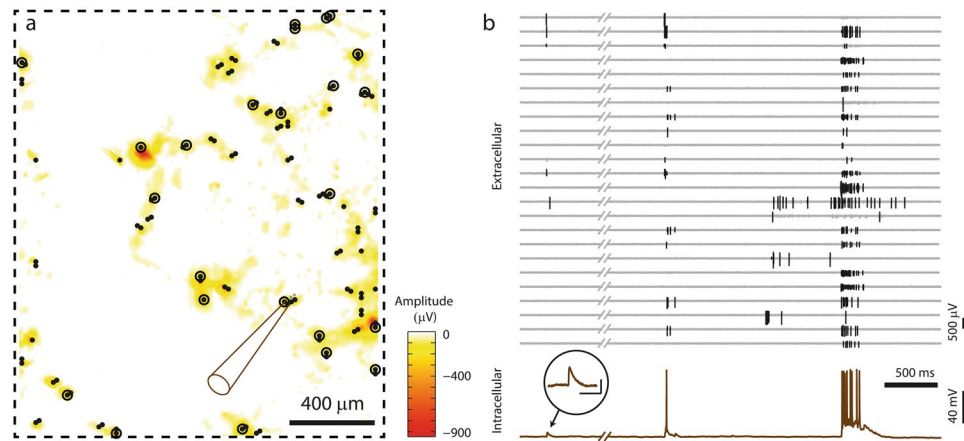 a
b
Extracellular
Amplitude
(μV)
0
−400
−900
400 μm
500 μV
Intracellular
500 ms
40 mV